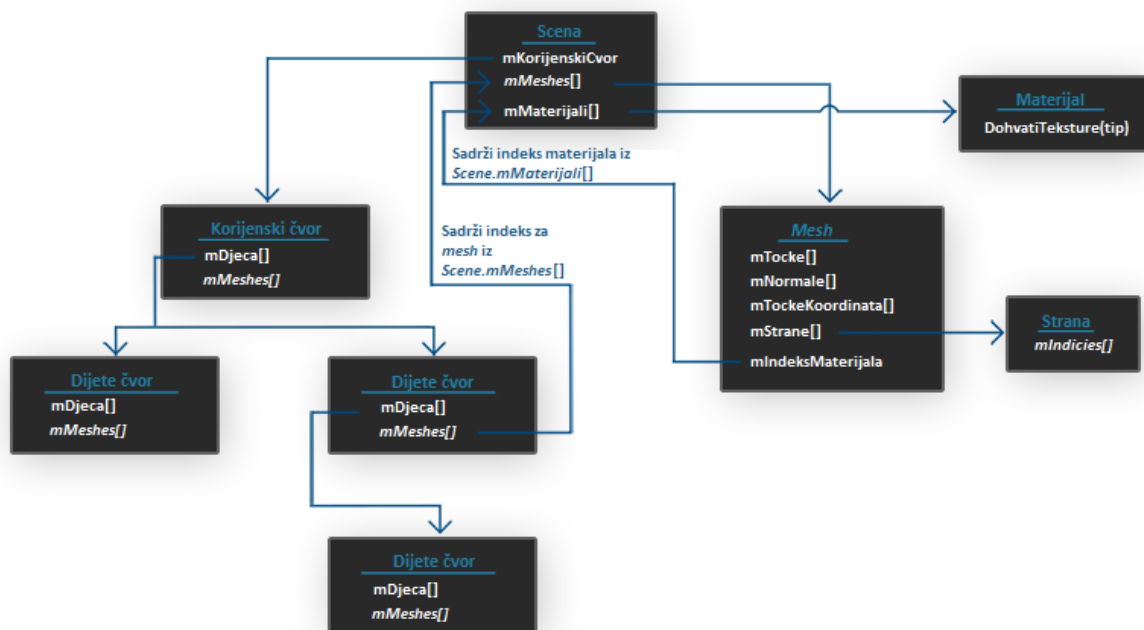 Scena
mKorijenskiCvor
mMeshes[]
mMaterijali[]
Materijal
DohvatiTeksture(tip)
Sadrži indeks materijala iz
Scene.mMaterijali[]
Korijenski čvor
mDjeca[]
mMeshes[]
Sadrži indeks za
mesh iz
Scene.mMeshes[]
Mesh
mTocke[]
mNormale[]
mTockeKoordinata[]
mStrane[]
mIndeksMaterijala
Strana
mIndicies[]
Dijete čvor
mDjeca[]
mMeshes[]
Dijete čvor
mDjeca[]
mMeshes[]
Dijete čvor
mDjeca[]
mMeshes[]